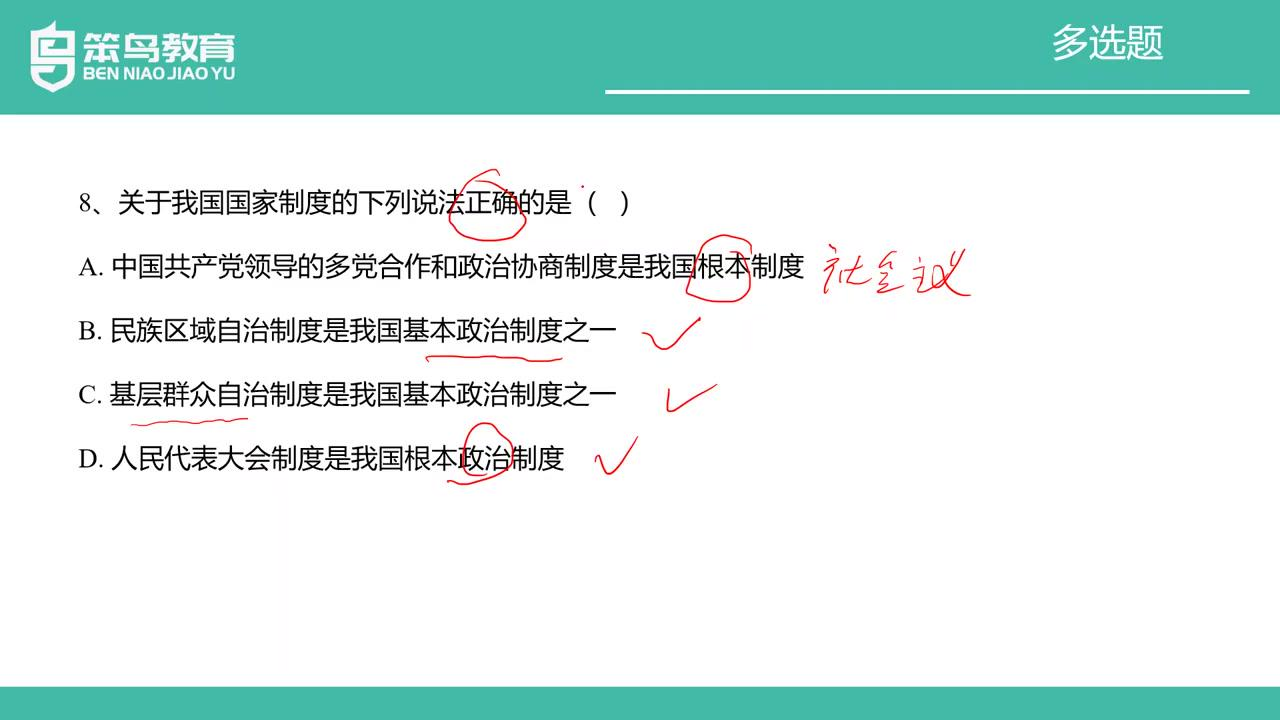 笨鸟教育
BEN NIAO JIAO YU
多选题
8、关于我国国家制度的下列说法正确的是（ ）
A. 中国共产党领导的多党合作和政治协商制度是我国根本制度 社会主义
B. 民族区域自治制度是我国基本政治制度之一
C. 基层群众自治制度是我国基本政治制度之一
D. 人民代表大会制度是我国根本政治制度